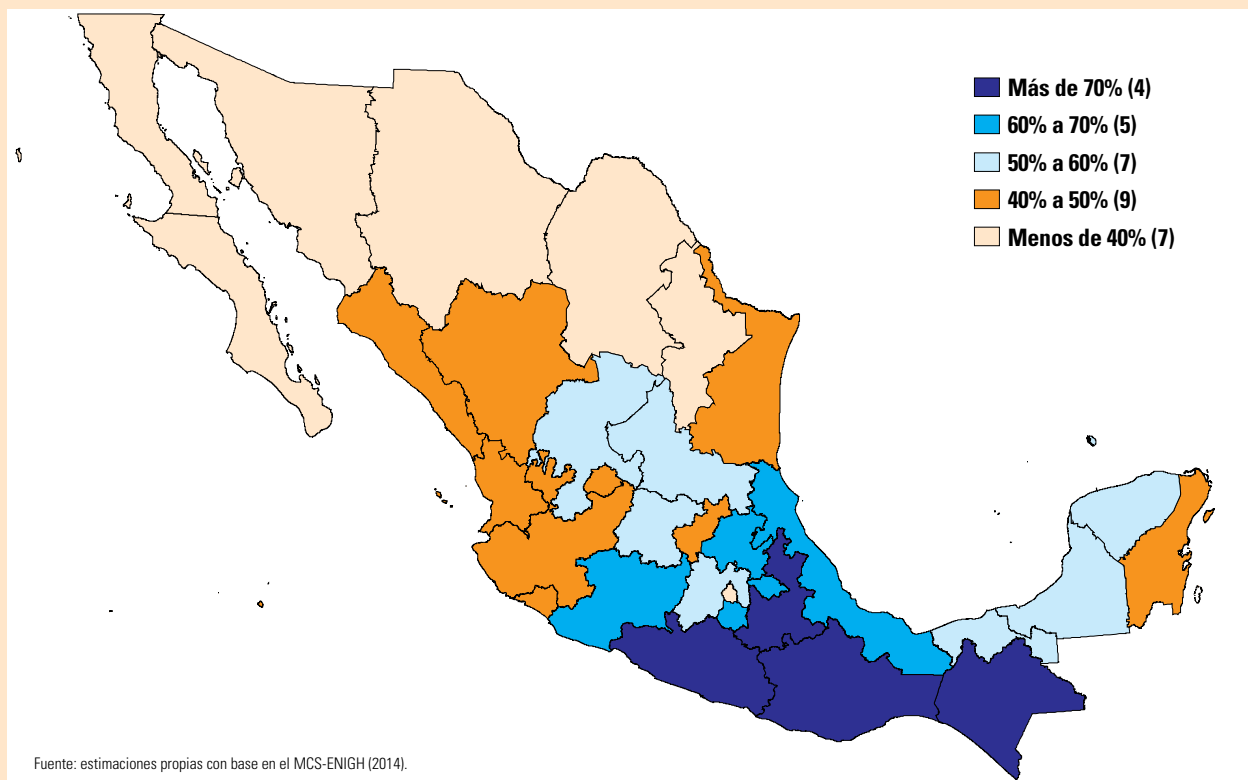 Más de 70% (4)
60% a 70% (5)
50% a 60% (7)
40% a 50% (9)
Menos de 40% (7)
Fuente: estimaciones propias con base en el MCS-ENIGH (2014).